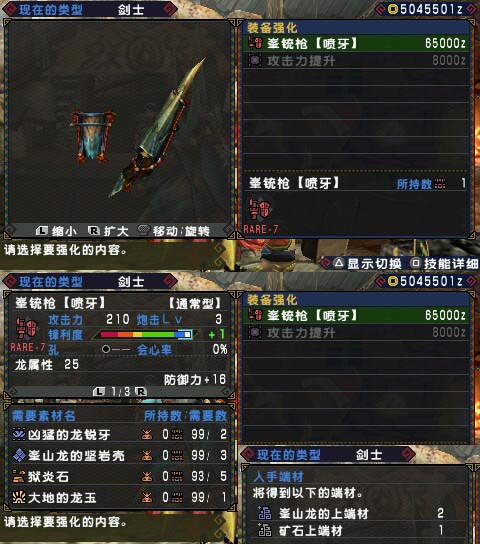 现在的类型 剑士
缩小 扩大 移动/旋转
请选择要强化的内容。
5045501z
装备强化
峯铳枪【喷牙】 65000z
攻击力提升 8000z
峯铳枪【喷牙】 所持数 1
RARE-7
显示切换 技能详细
现在的类型 剑士
峯铳枪【喷牙】 【通常型】
攻击力 210 炮击Lv 3
锋利度 +1
RARE-7 孔 ○-- 会心率 0%
龙属性 25
防御力+16
L 1/3 R
需要素材名 所持数/需要数
凶猛的龙锐牙 0 99/ 2
峯山龙的坚岩壳 0 99/ 3
狱炎石 0 93/ 5
大地的龙玉 0 99/ 1
请选择要强化的内容。
5045501z
装备强化
峯铳枪【喷牙】 65000z
攻击力提升 8000z
现在的类型 剑士
入手端材
将得到以下的端材。
峯山龙的上端材 2
矿石上端材 1